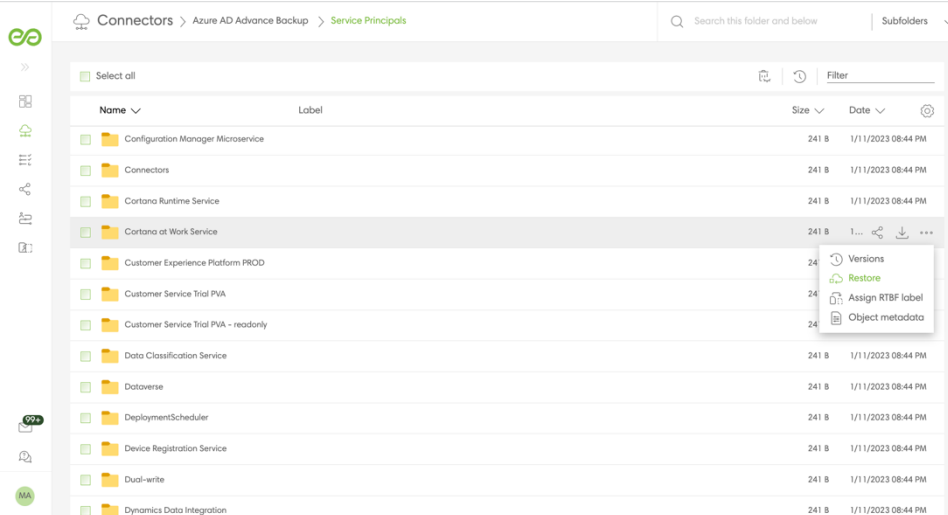 Connectors > Azure AD Advance Backup > Service Principals
Search this folder and below
Subfolders
Select all
Filter
Name
Label
Size
Date
Configuration Manager Microservice 241 B 1/11/2023 08:44 PM
Connectors 241 B 1/11/2023 08:44 PM
Cortana Runtime Service 241 B 1/11/2023 08:44 PM
Cortana at Work Service 241 B 1...
Customer Experience Platform PROD 24
Customer Service Trial PVA 24
Customer Service Trial PVA - readonly 24
Versions
Restore
Assign RTBF label
Object metadata
Data Classification Service 241 B 1/11/2023 08:44 PM
Dataverse 241 B 1/11/2023 08:44 PM
DeploymentScheduler 241 B 1/11/2023 08:44 PM
Device Registration Service 241 B 1/11/2023 08:44 PM
Dual-write 241 B 1/11/2023 08:44 PM
Dynamics Data Integration 241 B 1/11/2023 08:44 PM
99+
MA